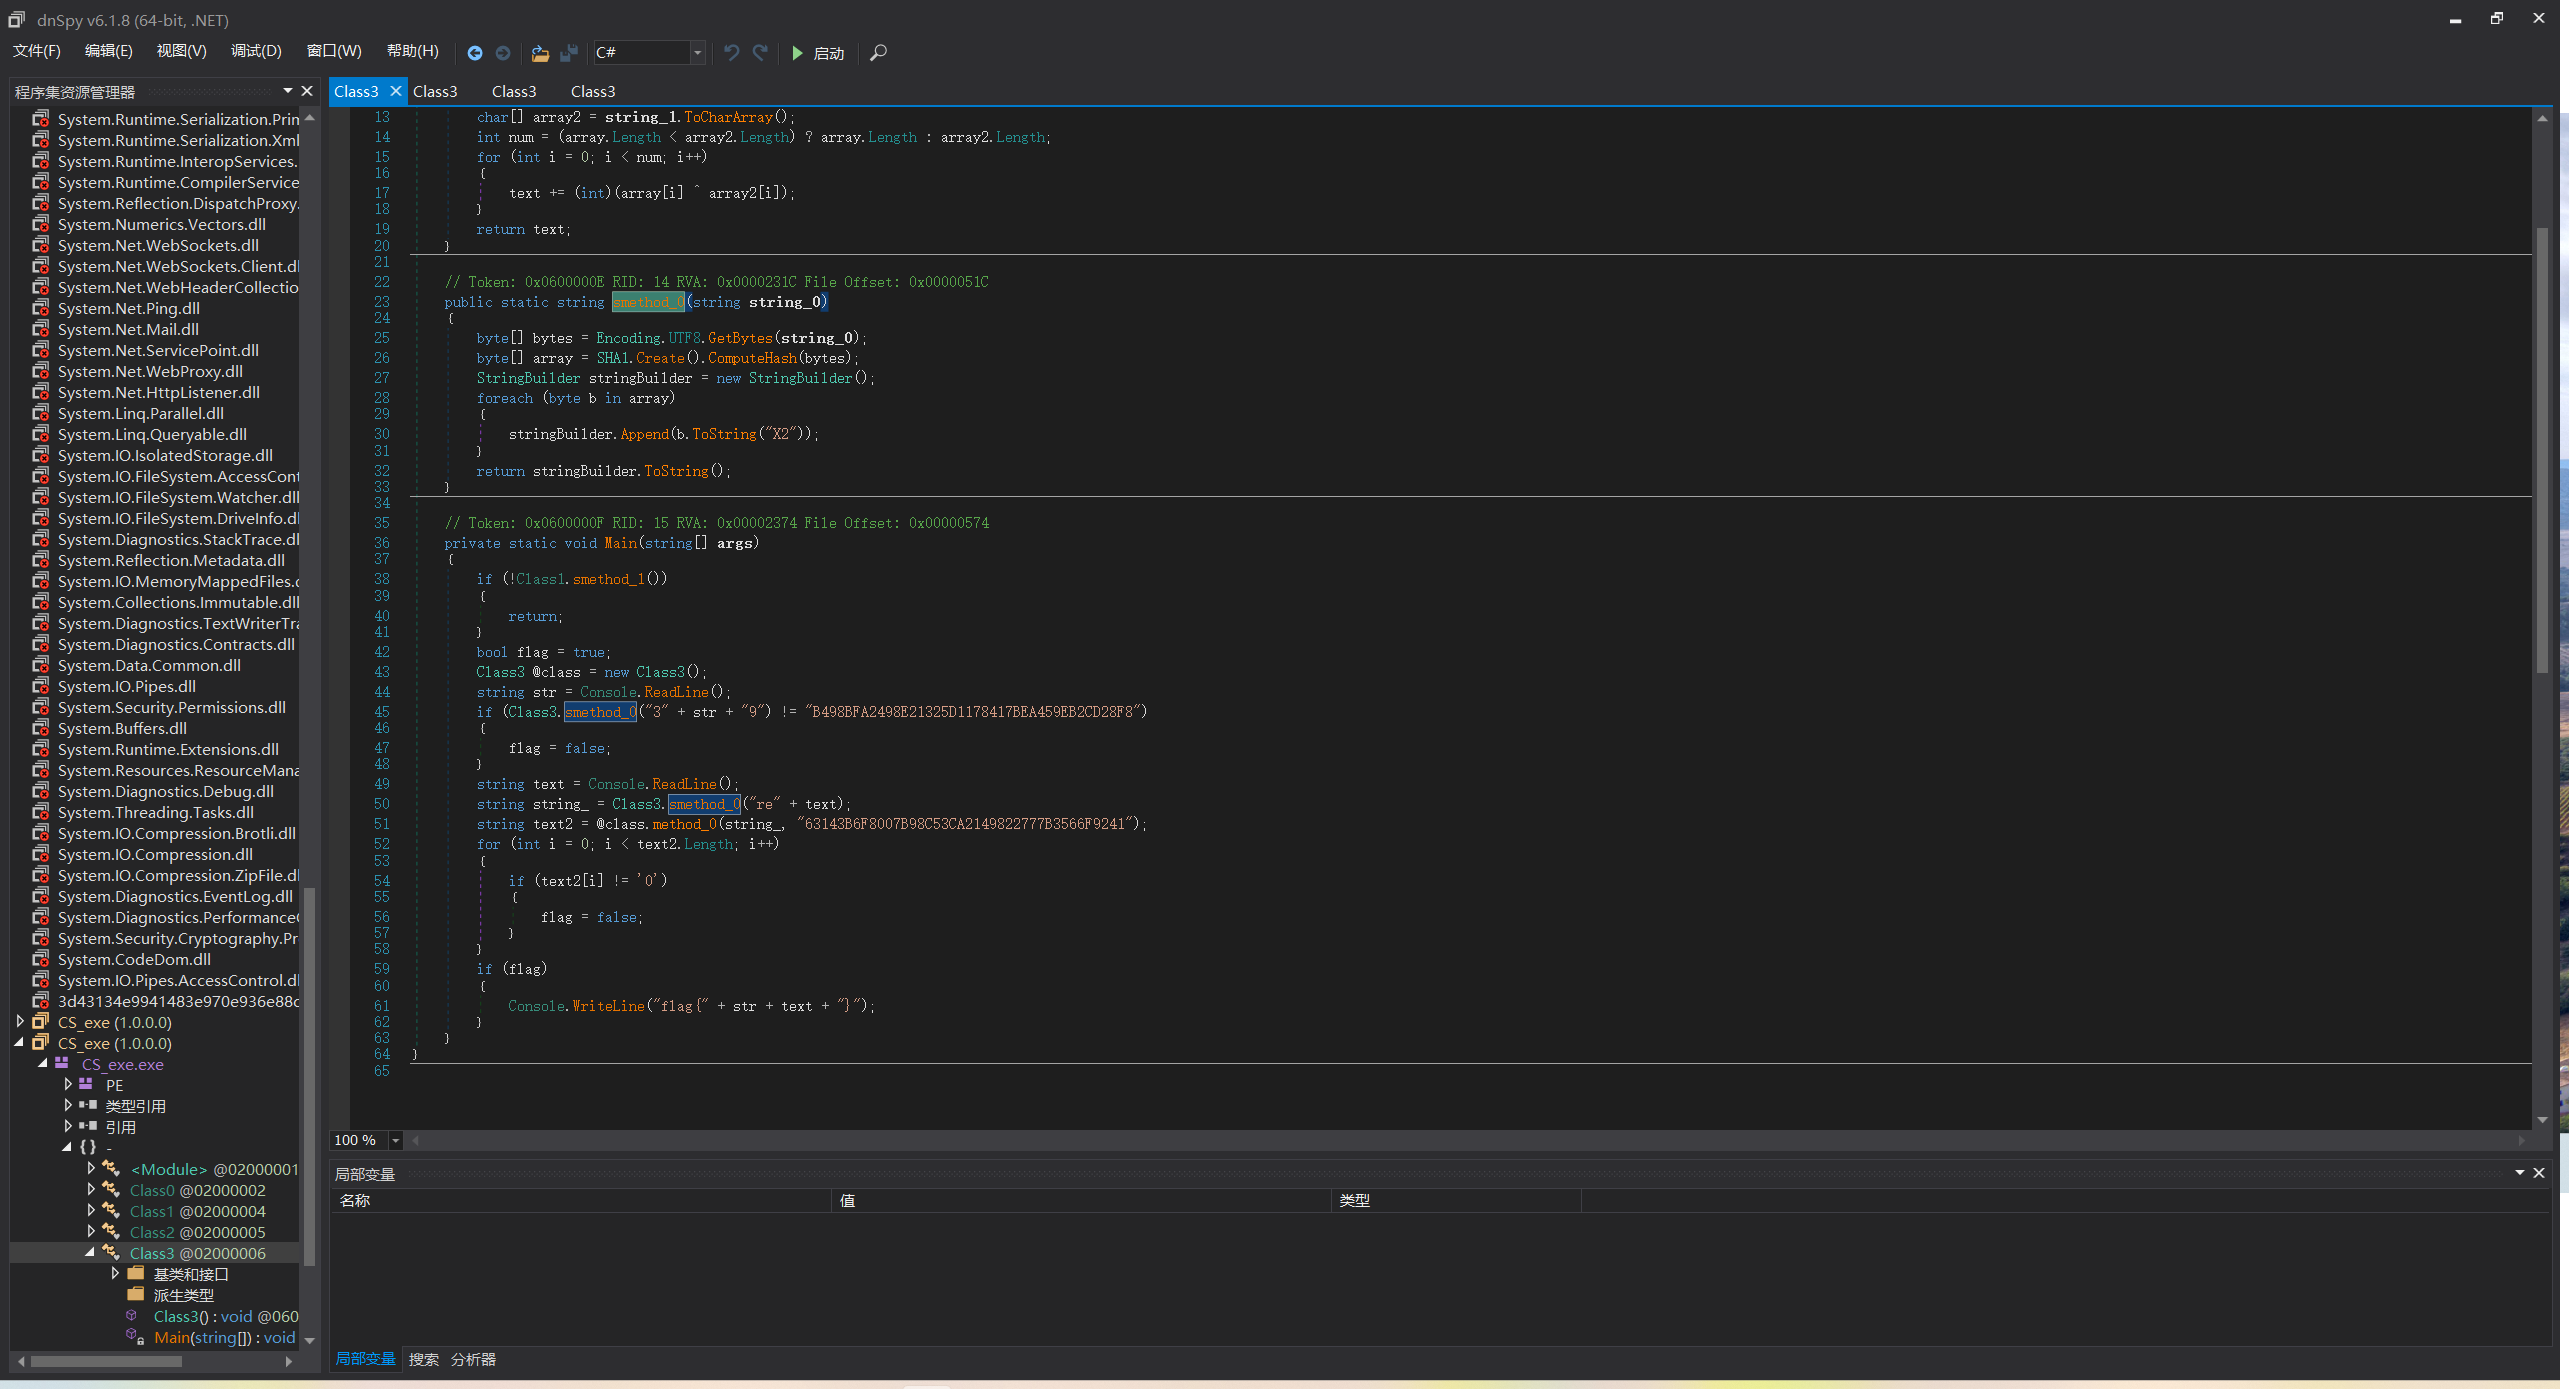 dnSpy v6.1.8 (64-bit, .NET)
文件(F) 编辑(E) 视图(V) 调试(D) 窗口(W) 帮助(H) C# 启动
程序集资源管理器
System.Runtime.Serialization.Prin
System.Runtime.Serialization.Xml
System.Runtime.InteropServices.
System.Runtime.CompilerService
System.Reflection.DispatchProxy.
System.Numerics.Vectors.dll
System.Net.WebSockets.dll
System.Net.WebSockets.Client.dl
System.Net.WebHeaderCollectio
System.Net.Ping.dll
System.Net.Mail.dll
System.Net.ServicePoint.dll
System.Net.WebProxy.dll
System.Net.HttpListener.dll
System.Linq.Parallel.dll
System.Linq.Queryable.dll
System.IO.IsolatedStorage.dll
System.IO.FileSystem.AccessCont
System.IO.FileSystem.Watcher.dll
System.IO.FileSystem.DriveInfo.dl
System.Diagnostics.StackTrace.dl
System.Reflection.Metadata.dll
System.IO.MemoryMappedFiles.c
System.Collections.Immutable.dll
System.Diagnostics.TextWriterTra
System.Diagnostics.Contracts.dll
System.Data.Common.dll
System.IO.Pipes.dll
System.Security.Permissions.dll
System.Buffers.dll
System.Runtime.Extensions.dll
System.Resources.ResourceMana
System.Diagnostics.Debug.dll
System.Threading.Tasks.dll
System.IO.Compression.Brotli.dll
System.IO.Compression.dll
System.IO.Compression.ZipFile.dl
System.Diagnostics.EventLog.dll
System.Diagnostics.Performance
System.Security.Cryptography.Pr
System.CodeDom.dll
System.IO.Pipes.AccessControl.dl
3d43134e9941483e970e936e88c
CS_exe (1.0.0.0)
CS_exe (1.0.0.0)
CS_exe.exe
PE
类型引用
引用
{ } -
<Module> @02000001
Class0 @02000002
Class1 @02000004
Class2 @02000005
Class3 @02000006
基类和接口
派生类型
Class3() : void @060
Main(string[]) : void
Class3 Class3 Class3 Class3
13 char[] array2 = string_1.ToCharArray();
14 int num = (array.Length < array2.Length) ? array.Length : array2.Length;
15 for (int i = 0; i < num; i++)
16 {
17 text += (int)(array[i] ^ array2[i]);
18 }
19 return text;
20 }
21
22 // Token: 0x0600000E RID: 14 RVA: 0x0000231C File Offset: 0x0000051C
23 public static string smethod_0(string string_0)
24 {
25 byte[] bytes = Encoding.UTF8.GetBytes(string_0);
26 byte[] array = SHA1.Create().ComputeHash(bytes);
27 StringBuilder stringBuilder = new StringBuilder();
28 foreach (byte b in array)
29 {
30 stringBuilder.Append(b.ToString("X2"));
31 }
32 return stringBuilder.ToString();
33 }
34
35 // Token: 0x0600000F RID: 15 RVA: 0x00002374 File Offset: 0x00000574
36 private static void Main(string[] args)
37 {
38 if (!Class1.smethod_1())
39 {
40 return;
41 }
42 bool flag = true;
43 Class3 @class = new Class3();
44 string str = Console.ReadLine();
45 if (Class3.smethod_0("3" + str + "9") != "B498BFA2498E21325D1178417BEA459EB2CD28F8")
46 {
47 flag = false;
48 }
49 string text = Console.ReadLine();
50 string string_ = Class3.smethod_0("re" + text);
51 string text2 = @class.method_0(string_, "63143B6F8007B98C53CA2149822777B3566F9241");
52 for (int i = 0; i < text2.Length; i++)
53 {
54 if (text2[i] != '0')
55 {
56 flag = false;
57 }
58 }
59 if (flag)
60 {
61 Console.WriteLine("flag{" + str + text + "}");
62 }
63 }
64 }
65
100 %
局部变量
名称 值 类型
局部变量 搜索 分析器